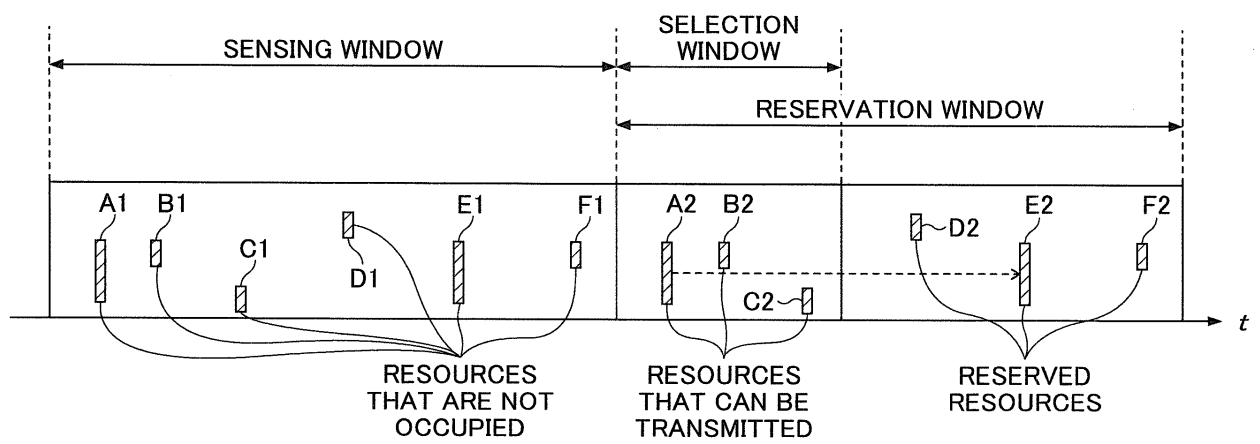 SENSING WINDOW
SELECTION
WINDOW
RESERVATION WINDOW
A1
B1
C1
D1
E1
F1
A2
B2
C2
D2
E2
F2
t
RESOURCES
THAT ARE NOT
OCCUPIED
RESOURCES
THAT CAN BE
TRANSMITTED
RESERVED
RESOURCES